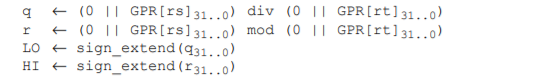 q ← (0 || GPR[rs]31..0) div (0 || GPR[rt]31..0)
r ← (0 || GPR[rs]31..0) mod (0 || GPR[rt]31..0)
LO ← sign_extend(q31..0)
HI ← sign_extend(r31..0)